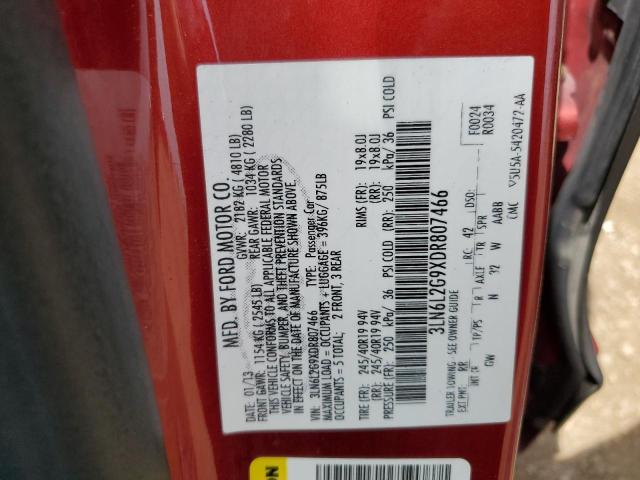 MFD. BY FORD MOTOR CO.
DATE: 01/13 GVWR: 2182 KG ( 4810 LB)
FRONT GAWR: 1154KG ( 2545 LB) REAR GAWR: 1034 KG ( 2280 LB)
THIS VEHICLE CONFORMS TO ALL APPLICABLE FEDERAL MOTOR
VEHICLE SAFETY, BUMPER, AND THEFT PREVENTION STANDARDS
IN EFFECT ON THE DATE OF MANUFACTURE SHOWN ABOVE.
VIN: 3LN6L2G9XDR807466 TYPE: Passenger Car
MAXIMUM LOAD = OCCUPANTS + LUGGAGE = 396KG/ 875LB
OCCUPANTS = 5 TOTAL: 2 FRONT, 3 REAR
TIRE (FR): 245/40R19 94V RIMS (FR): 19x8.0J
(RR): 245/40R19 94V (RR): 19x8.0J
PRESSURE (FR): 250 kPa/ 36 PSI COLD (RR): 250 kPa/ 36 PSI COLD
3LN6L2G9XDR807466
TRAILER TOWING - SEE OWNER GUIDE
EXT PNT: RR RC: 42 DSO: F0024
R0034
INT CR TP/PS R AXLE TR SPR
GW N 32 W AABB
CMC V5U5A-5420472-AA
ON